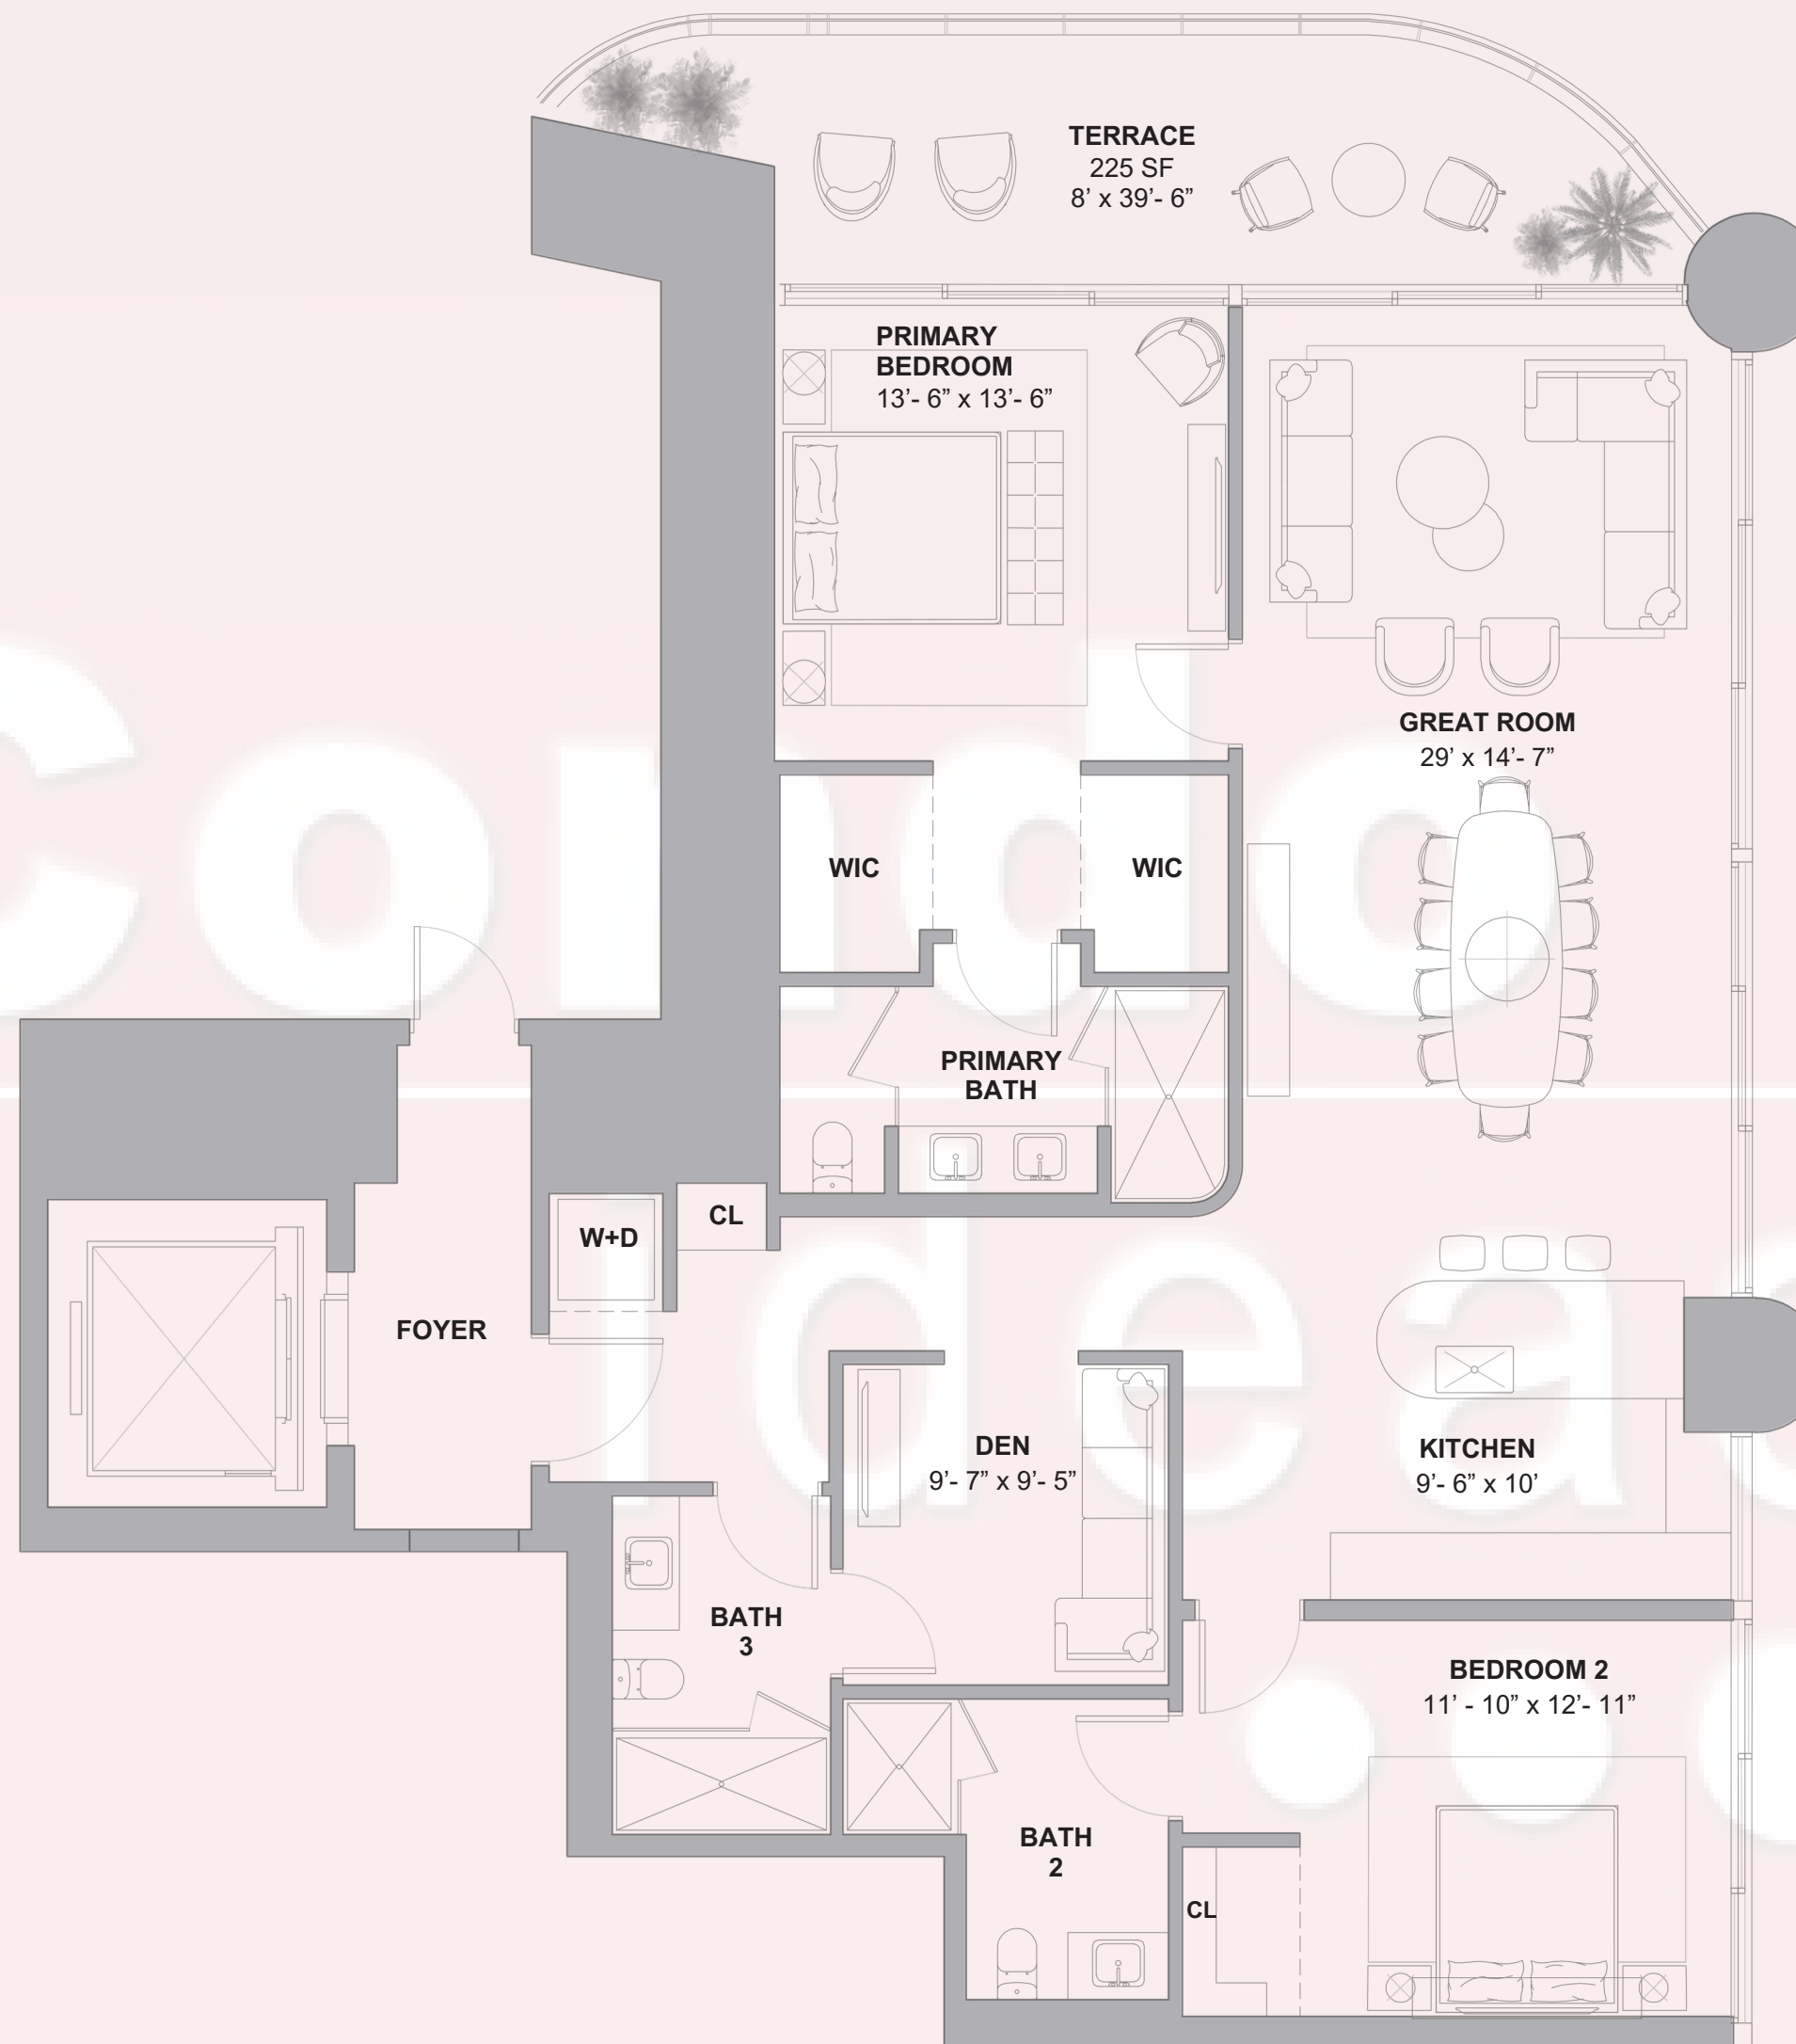 TERRACE
225 SF
8’ x 39’- 6”
PRIMARY
BEDROOM
13’- 6” x 13’- 6”
GREAT ROOM
29’ x 14’- 7”
WIC
WIC
PRIMARY
BATH
CL
W+D
FOYER
DEN
9’- 7” x 9’- 5”
KITCHEN
9’- 6” x 10’
BATH
3
BEDROOM 2
11’ - 10” x 12’- 11”
BATH
2
CL
Condo
idea